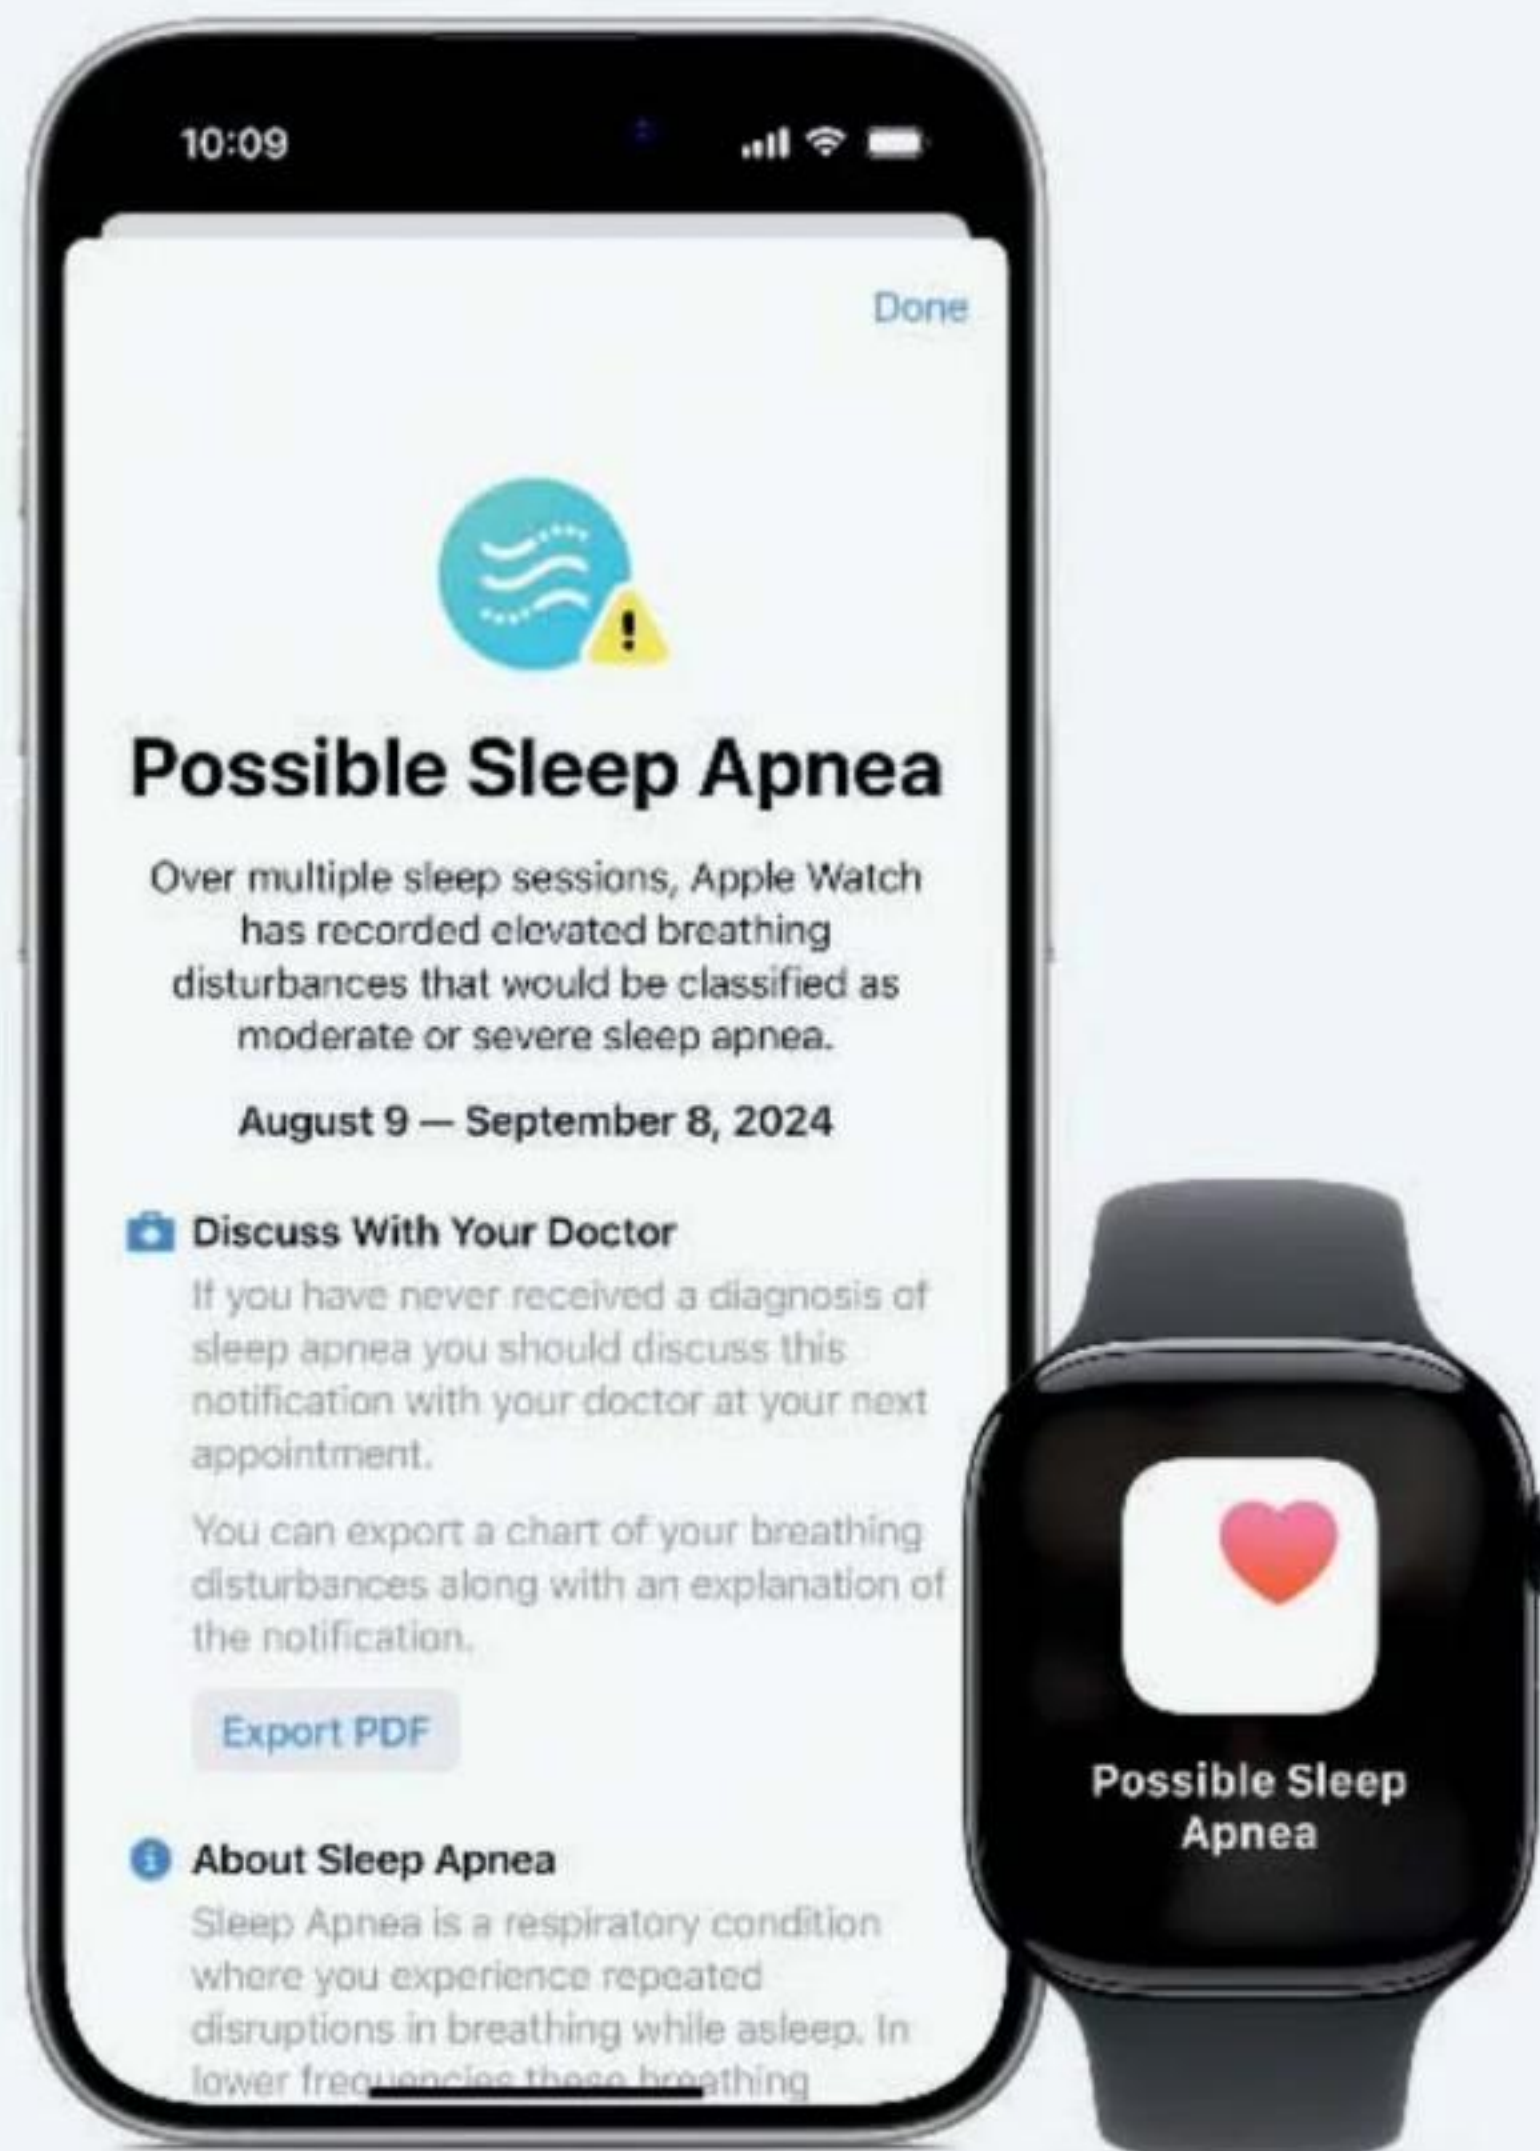 10:09
Done
Possible Sleep Apnea
Over multiple sleep sessions, Apple Watch
has recorded elevated breathing
disturbances that would be classified as
moderate or severe sleep apnea.
August 9 — September 8, 2024
Discuss With Your Doctor
If you have never received a diagnosis of
sleep apnea you should discuss this
notification with your doctor at your next
appointment.
You can export a chart of your breathing
disturbances along with an explanation of
the notification.
Export PDF
About Sleep Apnea
Sleep Apnea is a respiratory condition
where you experience repeated
disruptions in breathing while asleep. In
lower frequencies these breathing
Possible Sleep
Apnea